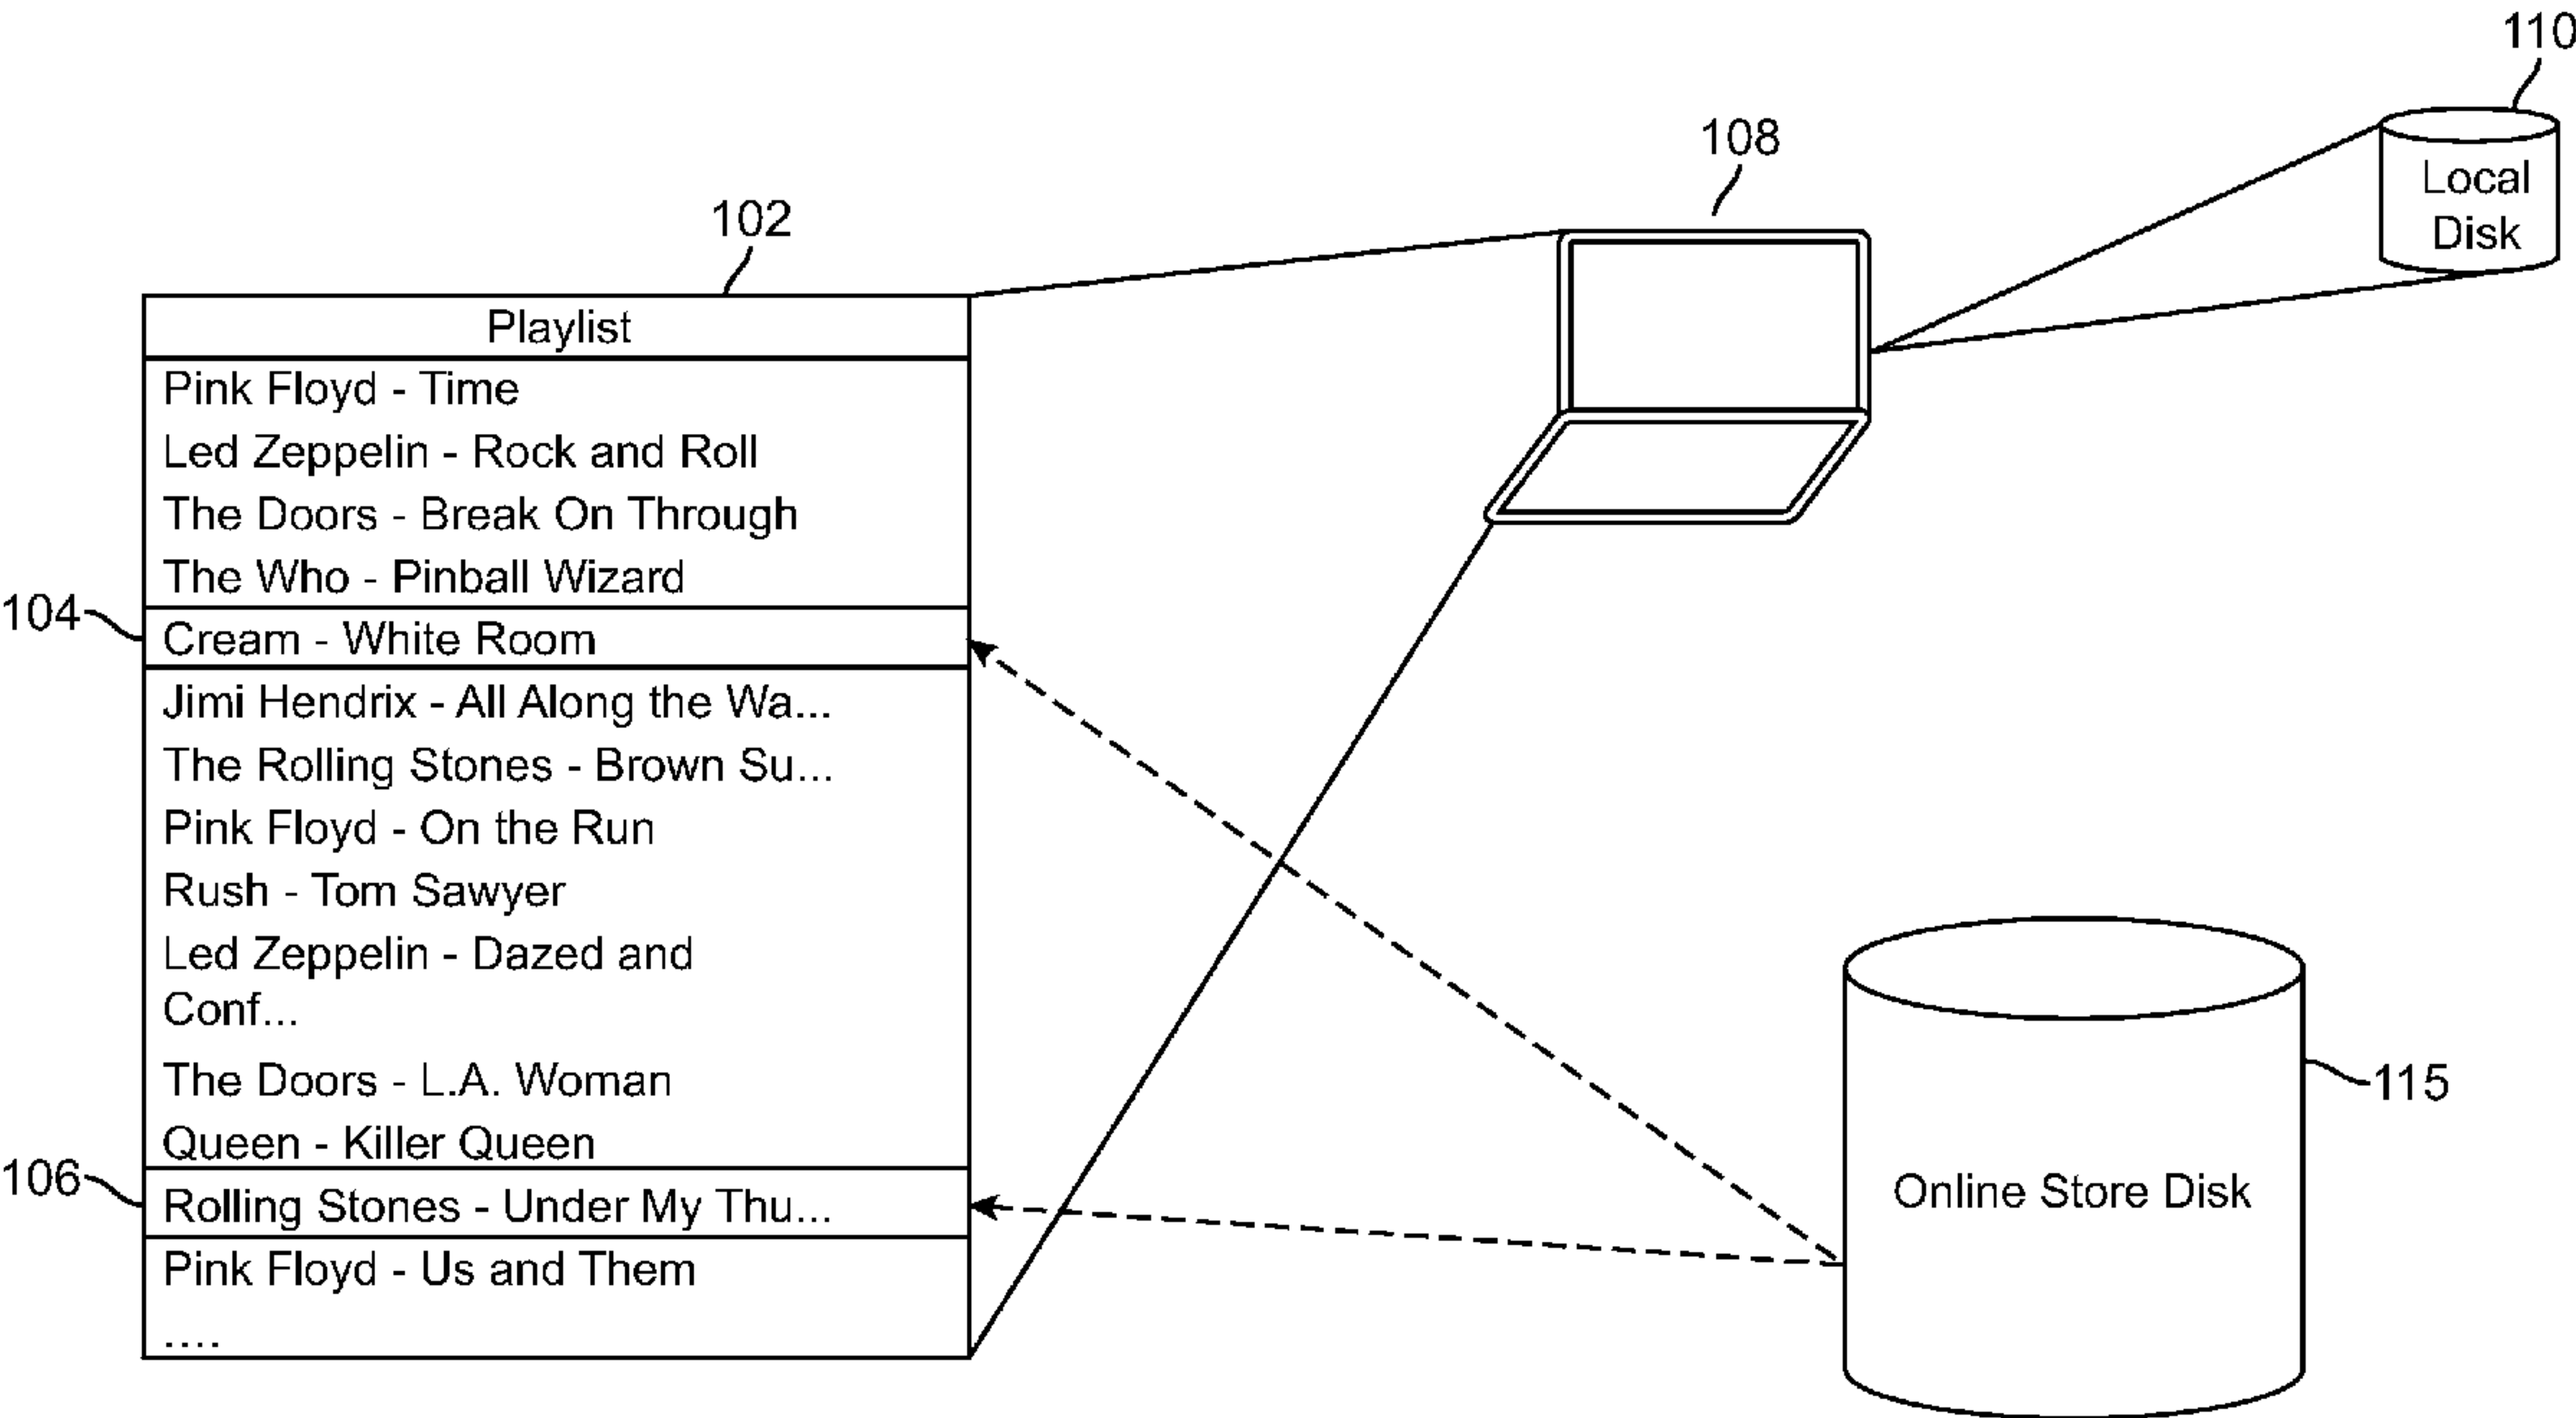 110
108
Local
Disk
102
Playlist
Pink Floyd - Time
Led Zeppelin - Rock and Roll
The Doors - Break On Through
The Who - Pinball Wizard
104
Cream - White Room
Jimi Hendrix - All Along the Wa...
The Rolling Stones - Brown Su...
Pink Floyd - On the Run
Rush - Tom Sawyer
Led Zeppelin - Dazed and
Conf...
The Doors - L.A. Woman
Queen - Killer Queen
106
Rolling Stones - Under My Thu...
Pink Floyd - Us and Them
....
115
Online Store Disk